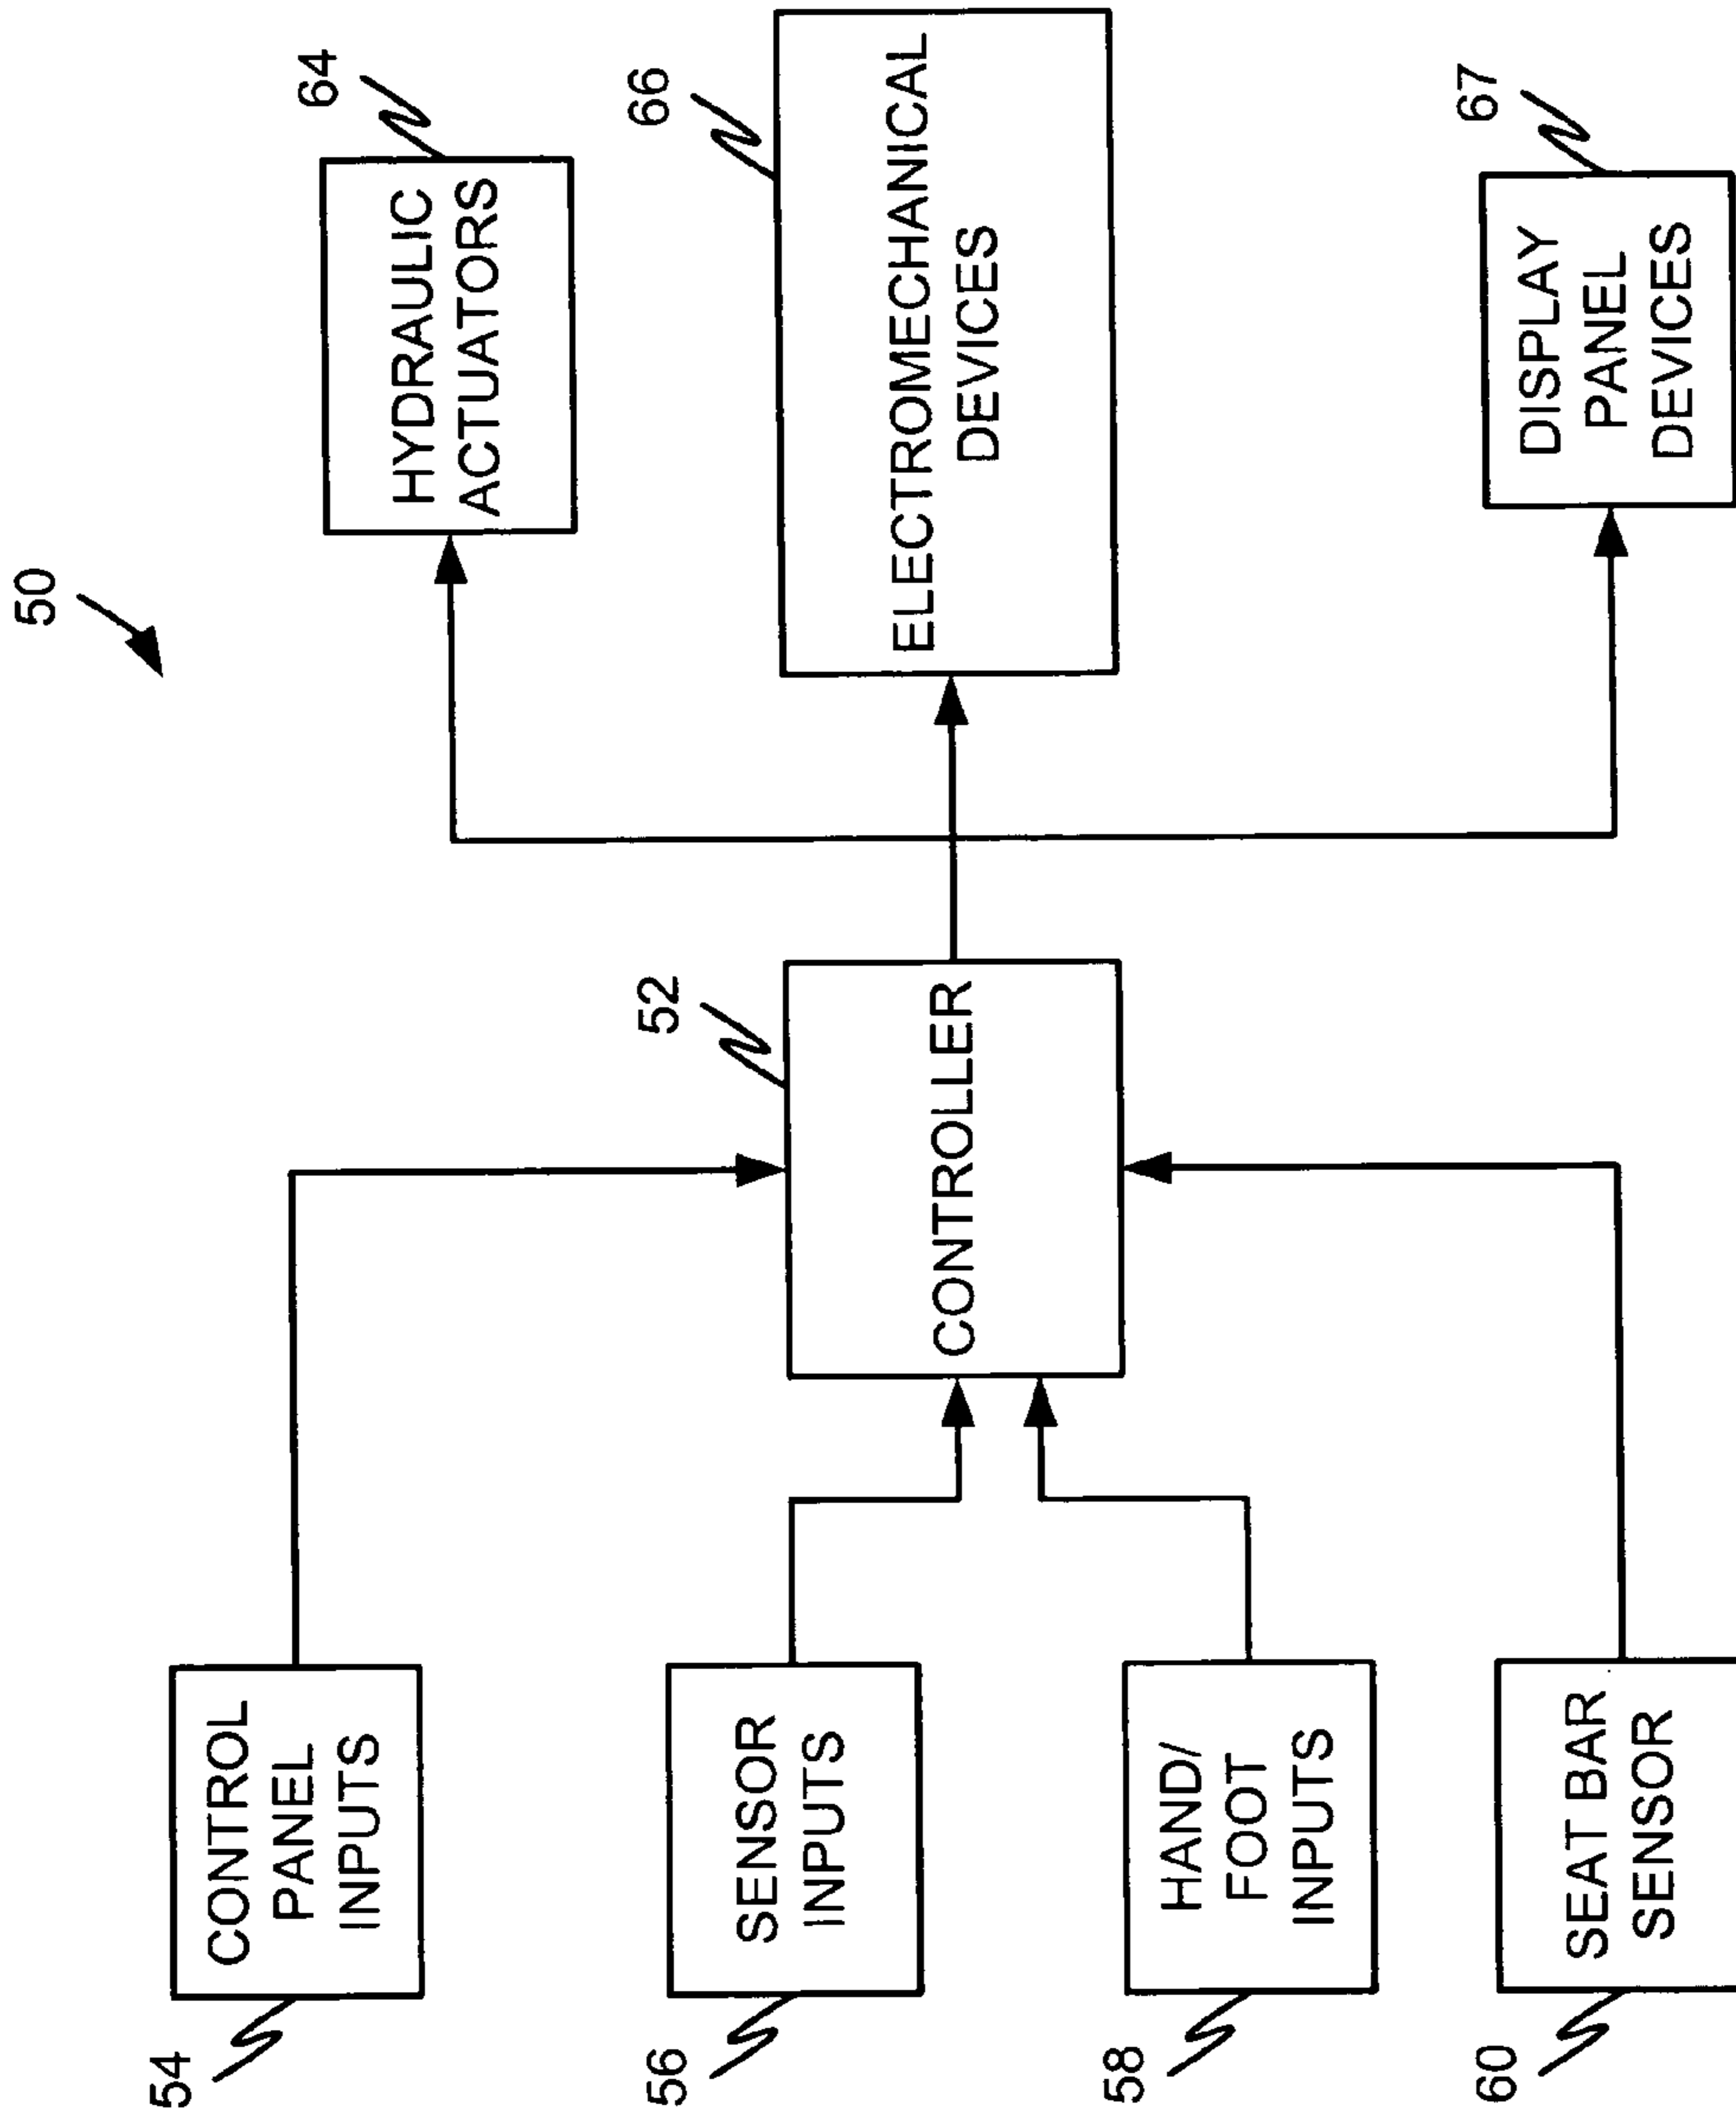 50
54
CONTROL
PANEL
INPUTS
56
SENSOR
INPUTS
58
HAND/
FOOT
INPUTS
60
SEAT BAR
SENSOR
52
CONTROLLER
64
HYDRAULIC
ACTUATORS
66
ELECTROMECHANICAL
DEVICES
67
DISPLAY
PANEL
DEVICES